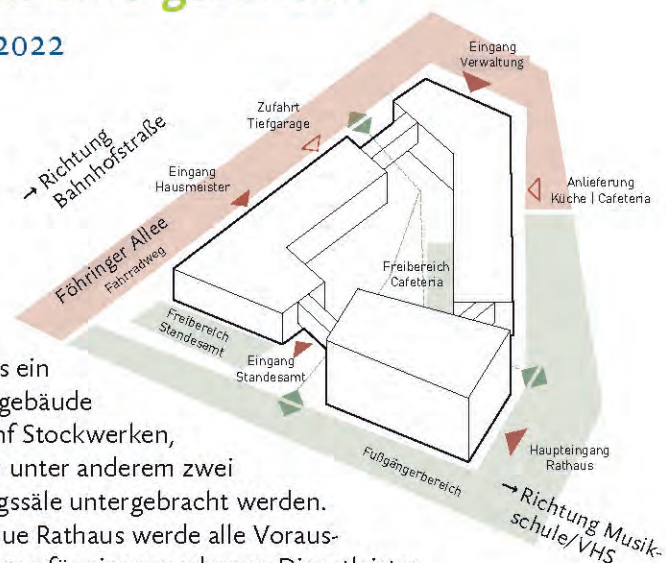 2022
Eingang
Verwaltung
Zufahrt
Tiefgarage
→ Richtung
Bahnhofstraße
Eingang
Hausmeister
Anlieferung
Küche | Cafeteria
Föhringer Allee
Fahrradweg
Freibereich
Cafeteria
Freibereich
Standesamt
Eingang
Standesamt
Haupteingang
Rathaus
Fußgängerbereich
→ Richtung Musik-
schule/VHS
s ein
gebäude
nf Stockwerken,
unter anderem zwei
gssäle untergebracht werden.
ue Rathaus werde alle Voraus-